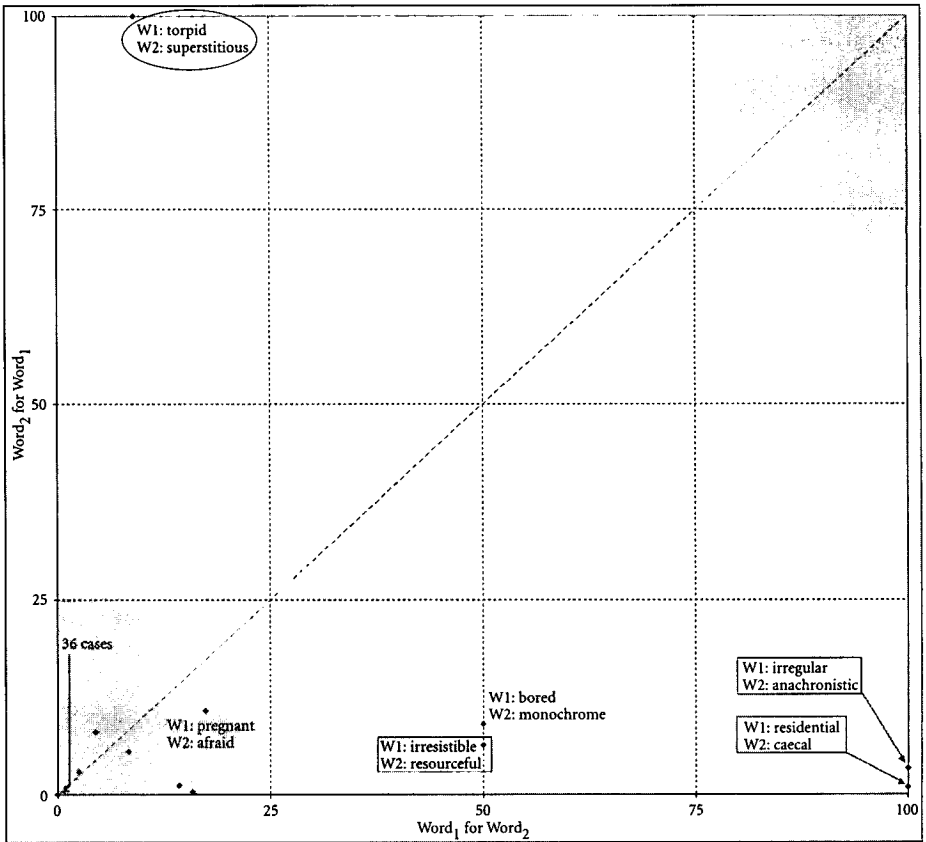 100
W1: torpid
W2: superstitious
75
50
25
0
Word2 for Word1
36 cases
W1: pregnant
W2: afraid
W1: bored
W2: monochrome
W1: irresistible
W2: resourceful
W1: irregular
W2: anachronistic
W1: residential
W2: caecal
0
25
50
75
100
Word1 for Word2